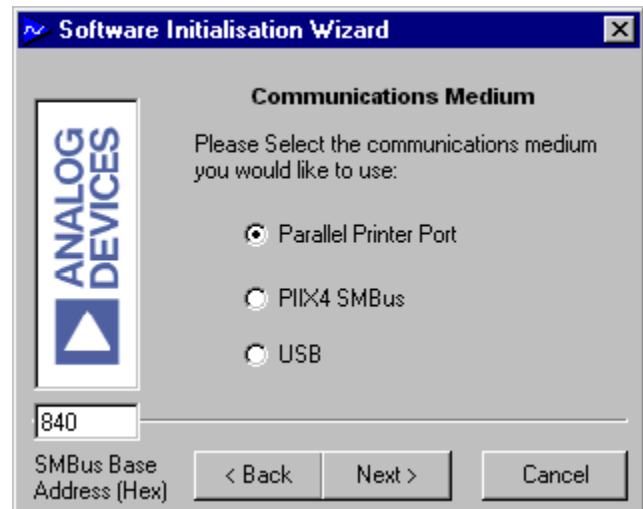 Software Initialisation Wizard
Communications Medium
Please Select the communications medium
you would like to use:
Parallel Printer Port
PIIX4 SMBus
USB
ANALOG
DEVICES
840
SMBus Base
Address (Hex)
< Back
Next >
Cancel